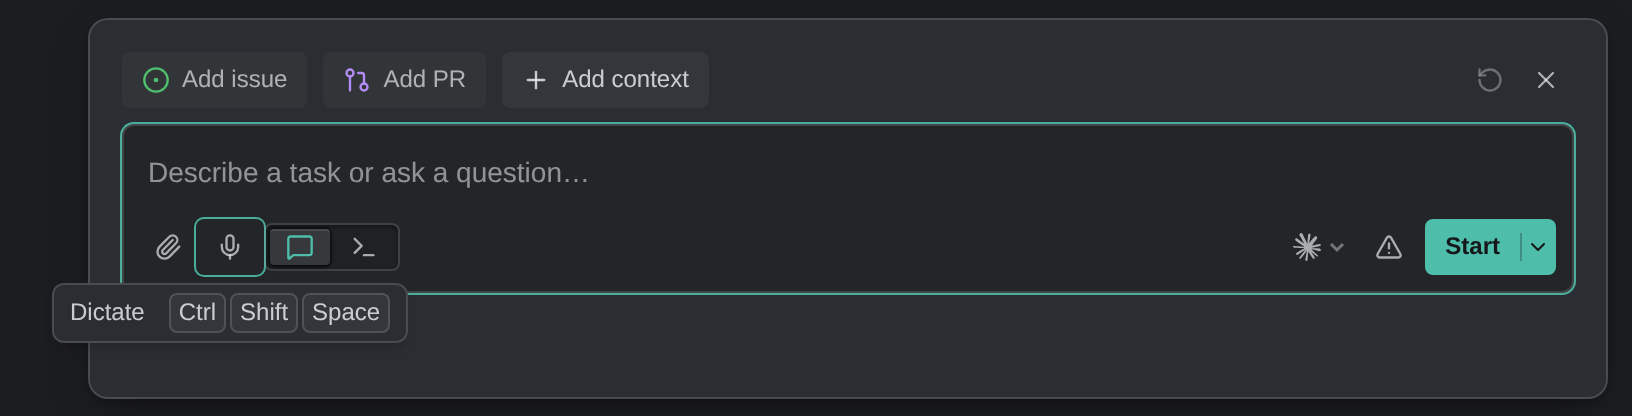 Add issue
Add PR
Add context
Describe a task or ask a question…
Start
Dictate Ctrl Shift Space